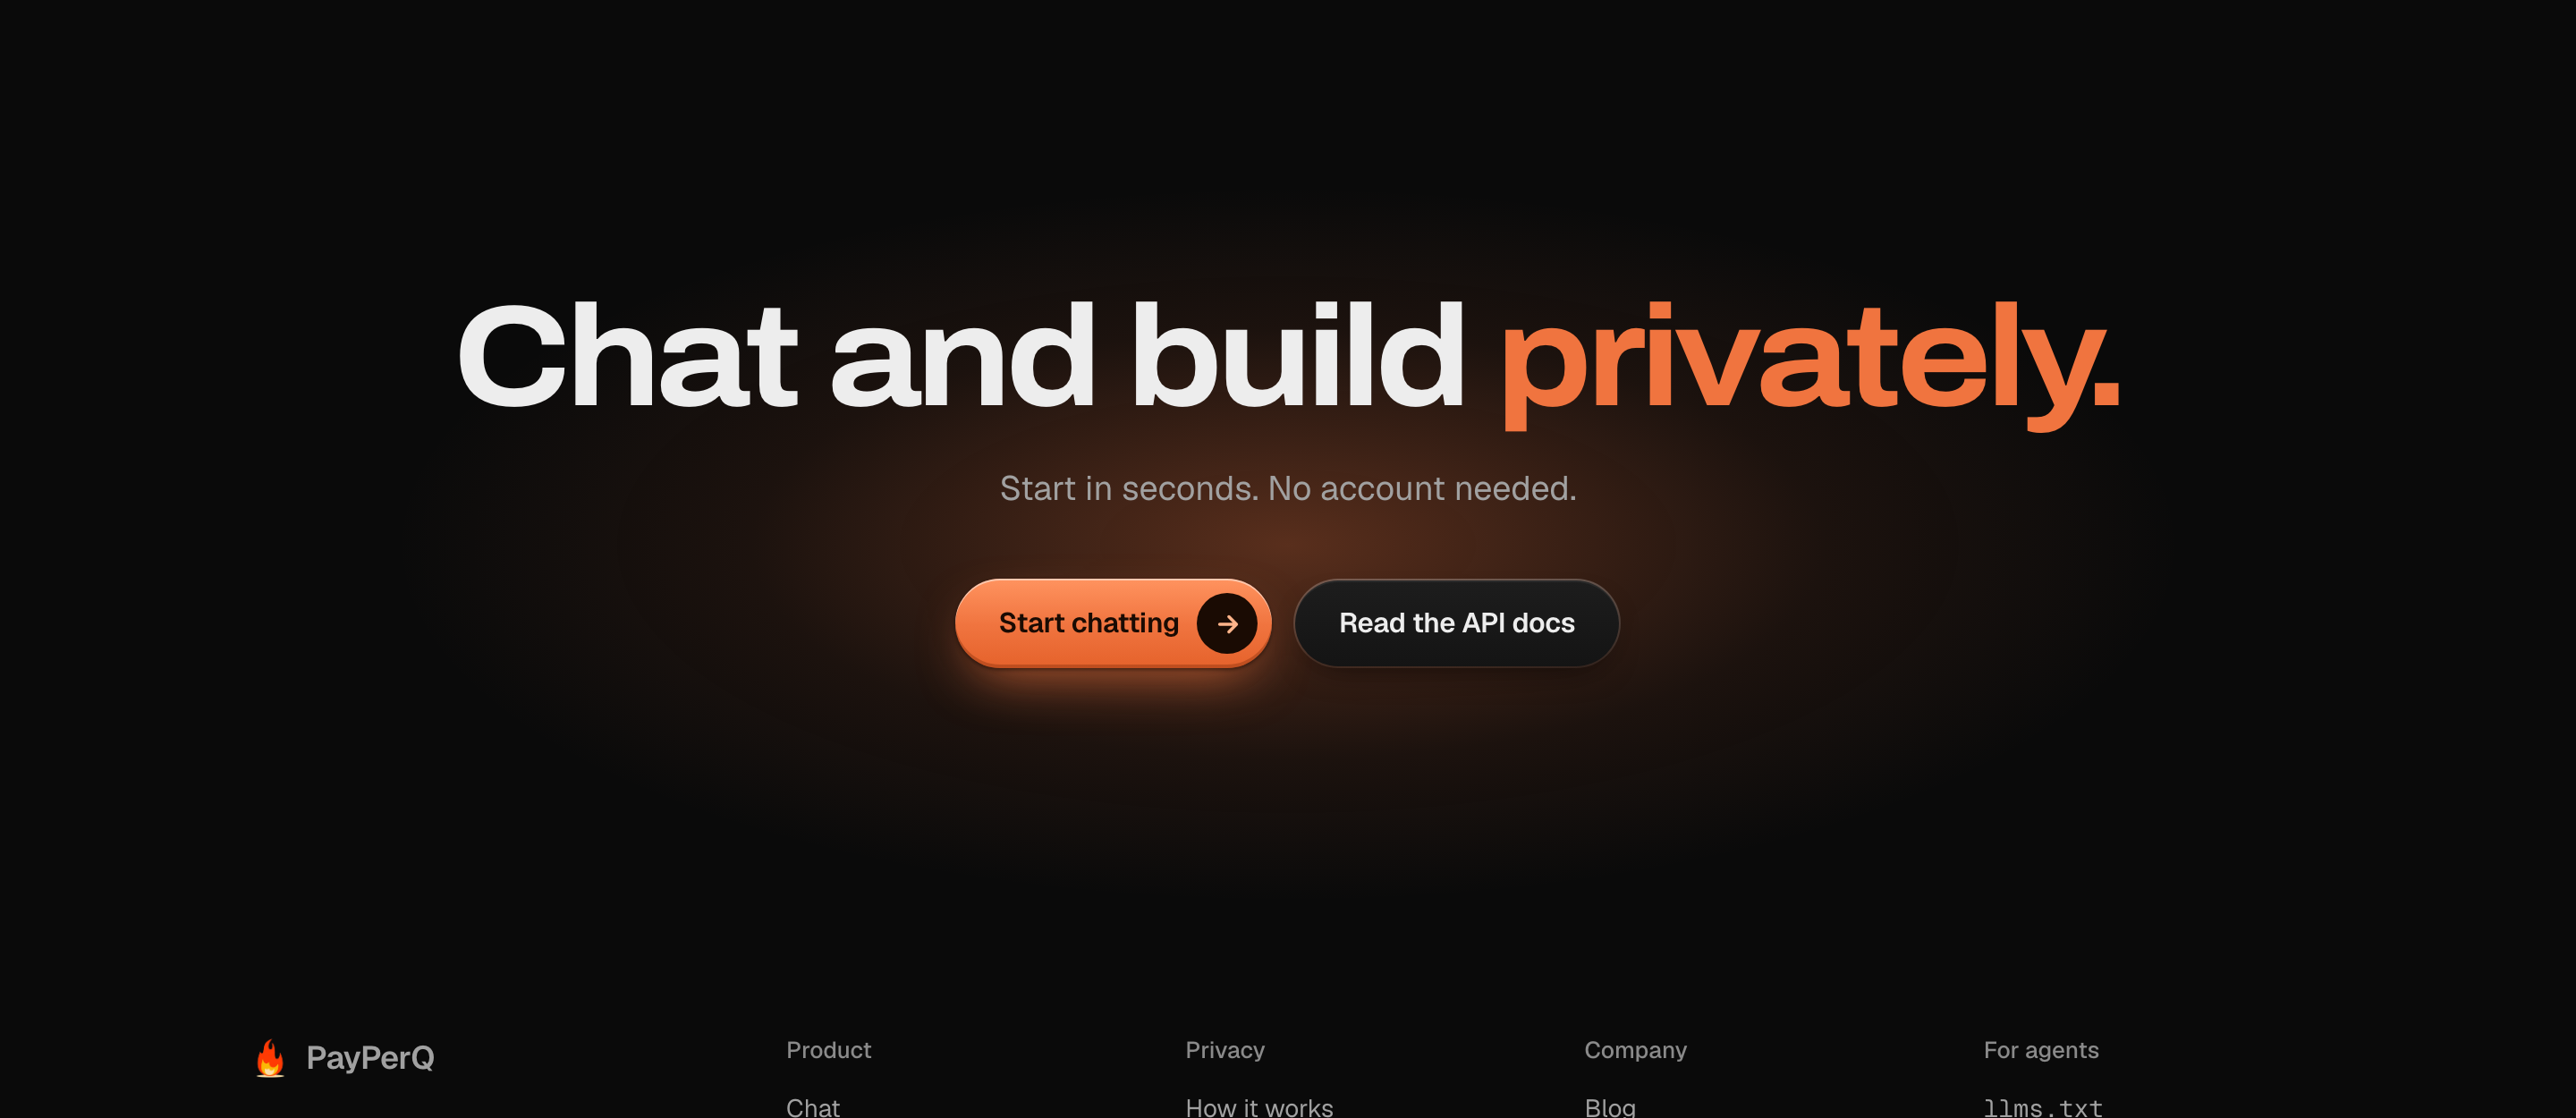 Chat and build privately.
Start in seconds. No account needed.
Start chatting
Read the API docs
PayPerQ
Product
Privacy
Company
For agents
Chat
How it works
Blog
llms.txt